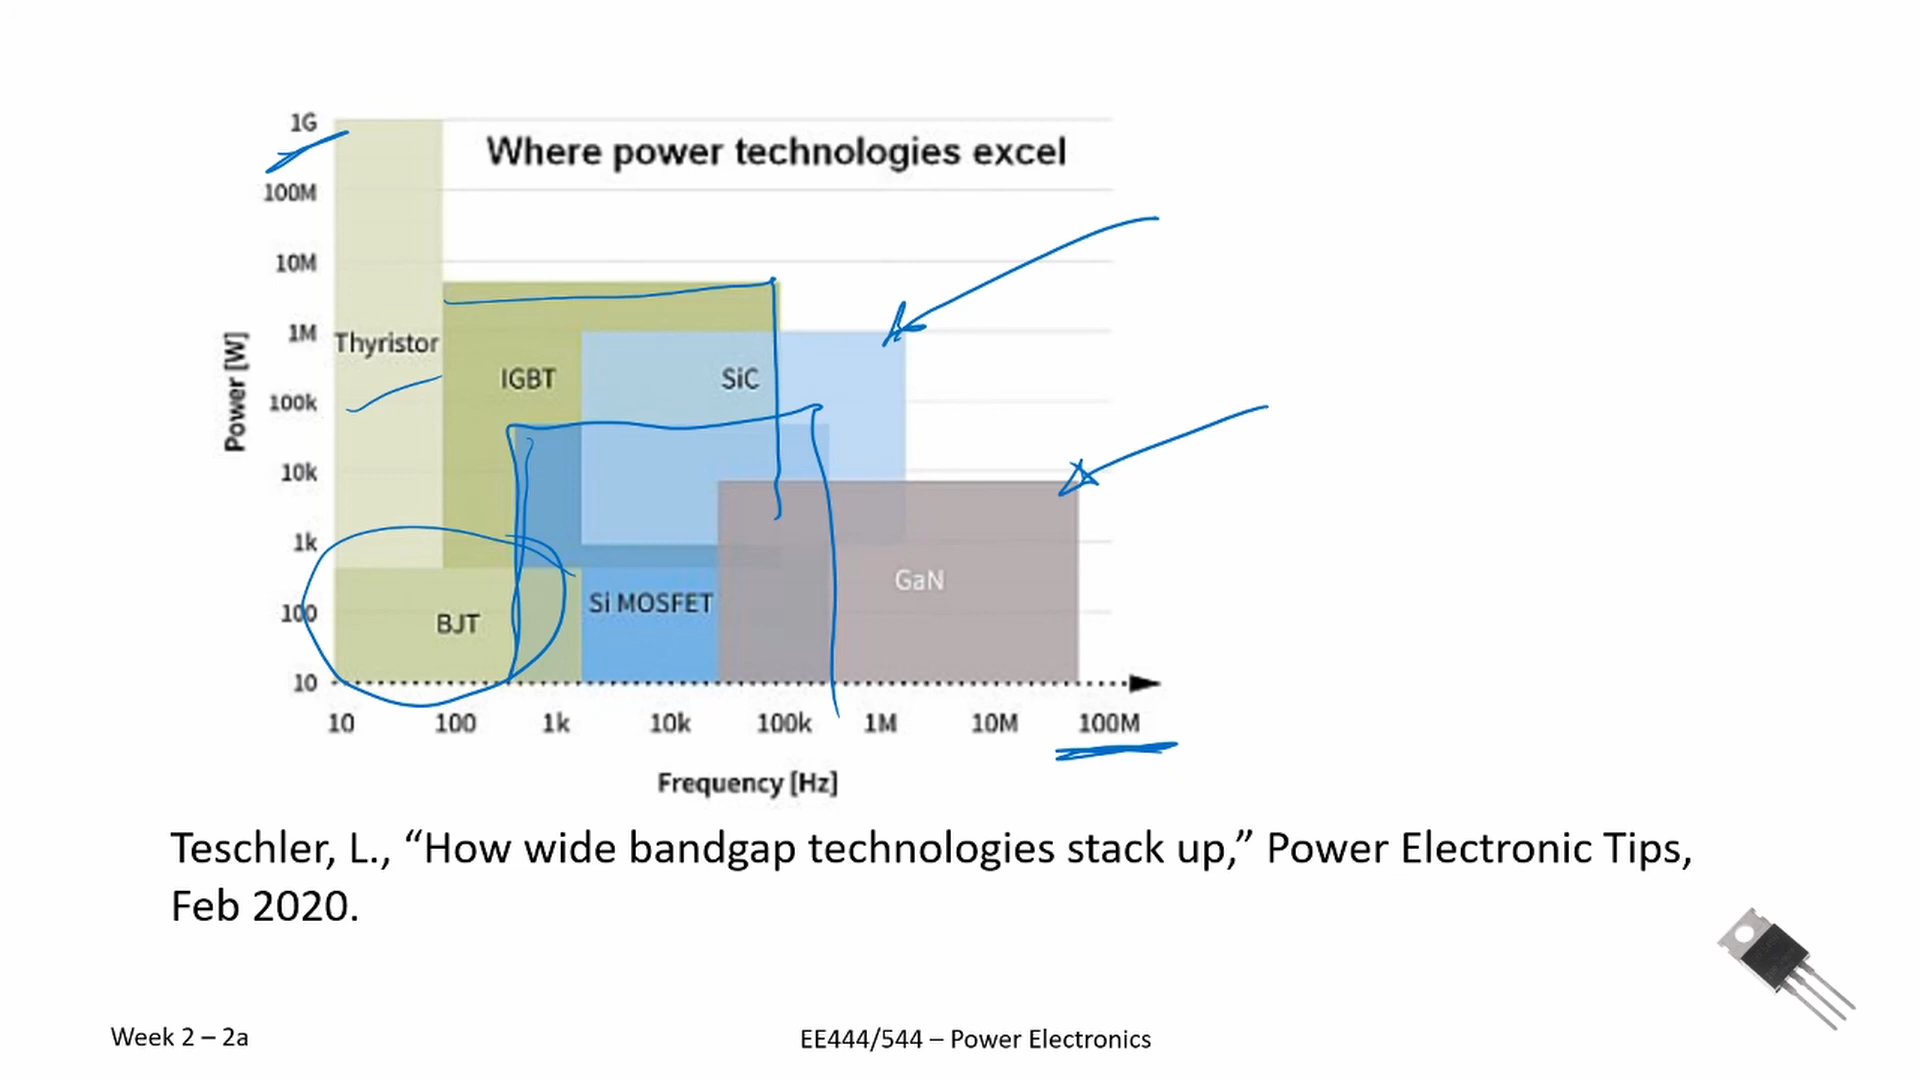 Where power technologies excel
1G
100M
10M
1M
100k
10k
1k
100
10
Power [W]
Thyristor
IGBT
SiC
BJT
Si MOSFET
GaN
10 100 1k 10k 100k 1M 10M 100M
Frequency [Hz]
Teschler, L., “How wide bandgap technologies stack up,” Power Electronic Tips,
Feb 2020.
Week 2 – 2a
EE444/544 – Power Electronics